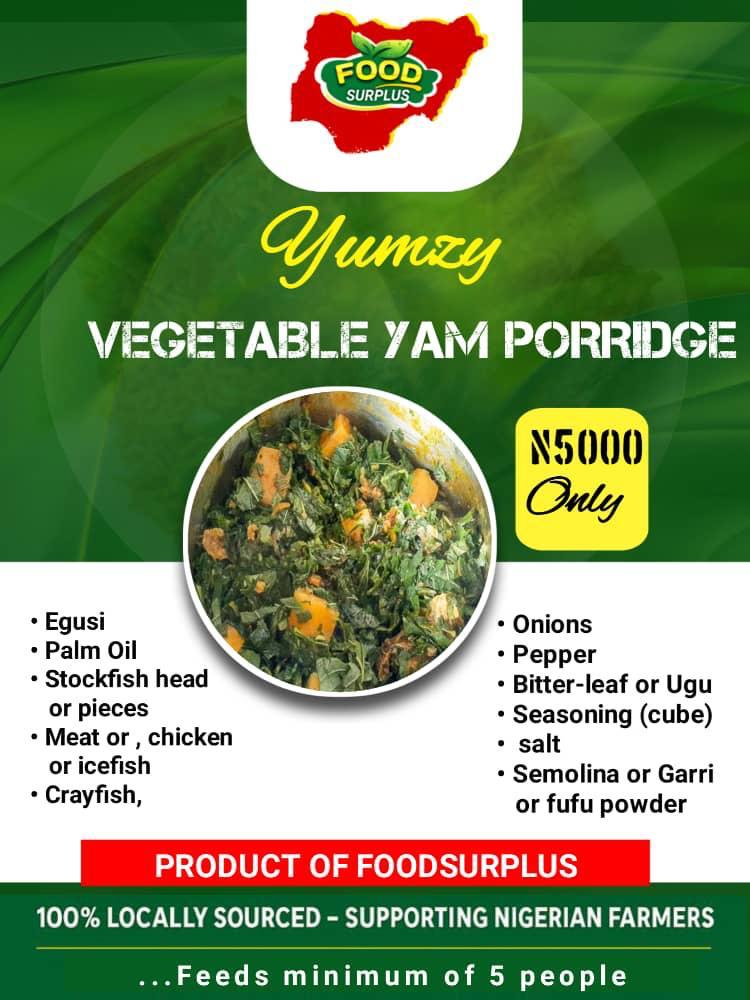 FOOD
SURPLUS
Yumzy
VEGETABLE YAM PORRIDGE
N5000
Only
• Egusi
• Palm Oil
• Stockfish head
or pieces
• Meat or , chicken
or icefish
• Crayfish,
• Onions
• Pepper
• Bitter-leaf or Ugu
• Seasoning (cube)
• salt
• Semolina or Garri
or fufu powder
PRODUCT OF FOODSURPLUS
100% LOCALLY SOURCED – SUPPORTING NIGERIAN FARMERS
...Feeds minimum of 5 people